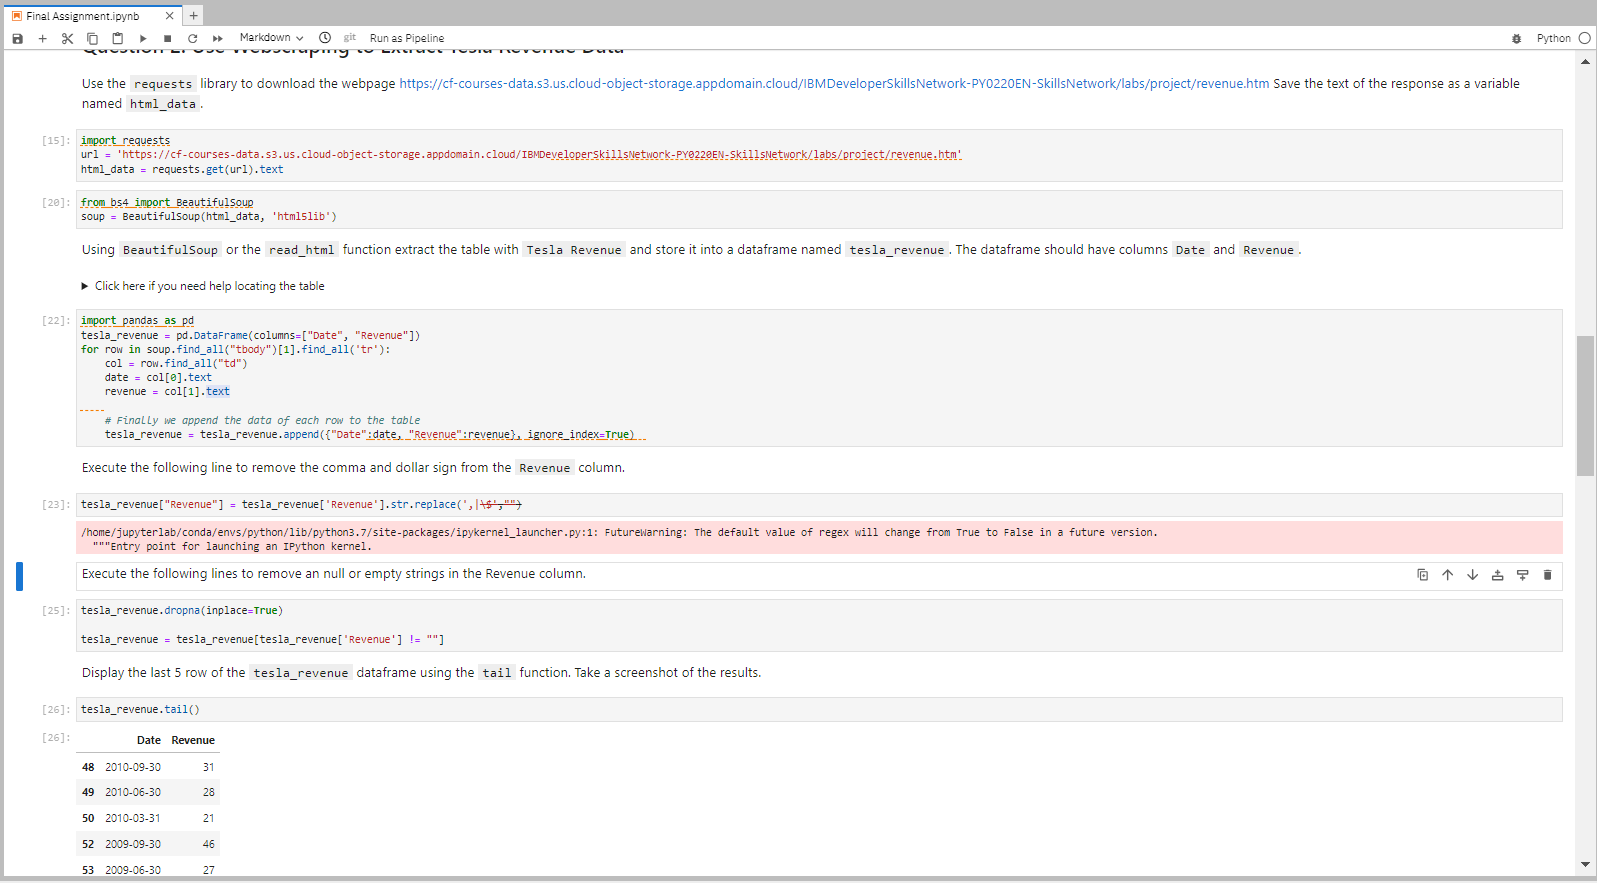 Final Assignment.ipynb
Markdown
git
Run as Pipeline
Python
Question 2: Use Webscraping to Extract Tesla Revenue Data
Use the requests library to download the webpage https://cf-courses-data.s3.us.cloud-object-storage.appdomain.cloud/IBMDeveloperSkillsNetwork-PY0220EN-SkillsNetwork/labs/project/revenue.htm Save the text of the response as a variable
named html_data.
[15]: import requests
url = 'https://cf-courses-data.s3.us.cloud-object-storage.appdomain.cloud/IBMDeveloperSkillsNetwork-PY0220EN-SkillsNetwork/labs/project/revenue.htm'
html_data = requests.get(url).text
[20]: from bs4 import BeautifulSoup
soup = BeautifulSoup(html_data, 'html5lib')
Using BeautifulSoup or the read_html function extract the table with Tesla Revenue and store it into a dataframe named tesla_revenue. The dataframe should have columns Date and Revenue.
Click here if you need help locating the table
[22]: import pandas as pd
tesla_revenue = pd.DataFrame(columns=["Date", "Revenue"])
for row in soup.find_all("tbody")[1].find_all('tr'):
    col = row.find_all("td")
    date = col[0].text
    revenue = col[1].text
    # Finally we append the data of each row to the table
    tesla_revenue = tesla_revenue.append({"Date":date, "Revenue":revenue}, ignore_index=True)
Execute the following line to remove the comma and dollar sign from the Revenue column.
[23]: tesla_revenue["Revenue"] = tesla_revenue['Revenue'].str.replace(',|\$',"")
/home/jupyterlab/conda/envs/python/lib/python3.7/site-packages/ipykernel_launcher.py:1: FutureWarning: The default value of regex will change from True to False in a future version.
  """Entry point for launching an IPython kernel.
Execute the following lines to remove an null or empty strings in the Revenue column.
[25]: tesla_revenue.dropna(inplace=True)
tesla_revenue = tesla_revenue[tesla_revenue['Revenue'] != ""]
Display the last 5 row of the tesla_revenue dataframe using the tail function. Take a screenshot of the results.
[26]: tesla_revenue.tail()
[26]: Date Revenue
48 2010-09-30 31
49 2010-06-30 28
50 2010-03-31 21
52 2009-09-30 46
53 2009-06-30 27